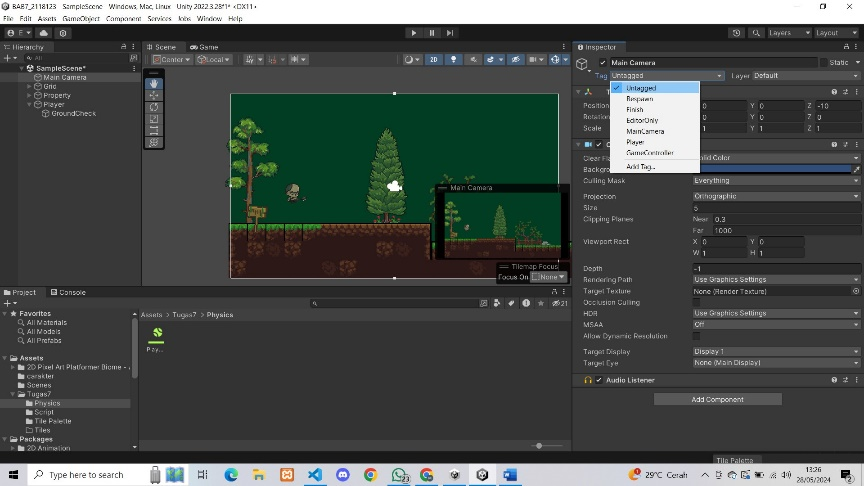 BAB7_2118123 - SampleScene - Windows, Mac, Linux - Unity 2022.3.28f1* <DX11>
File Edit Assets GameObject Component Services Jobs Window Help
E
Layers Layout
Hierarchy
All
SampleScene*
Main Camera
Grid
Property
Player
GroundCheck
Scene Game
Center Local 2D
Main Camera
Tilemap Focus
Focus On None
Inspector
Main Camera Static
Tag Untagged Layer Default
Untagged
Respawn
Finish
EditorOnly
MainCamera
Player
GameController
Add Tag...
Position X 0 Y 0 Z -10
Rotation 0 Y 0 Z 0
Scale 1 Y 1 Z 1
Clear Flags Solid Color
Background
Culling Mask Everything
Projection Orthographic
Size 5
Clipping Planes Near 0.3
Far 1000
Viewport Rect X 0 Y 0
W 1 H 1
Depth -1
Rendering Path Use Graphics Settings
Target Texture None (Render Texture)
Occlusion Culling
HDR Use Graphics Settings
MSAA Off
Allow Dynamic Resolution
Target Display Display 1
Target Eye None (Main Display)
Audio Listener
Add Component
Tile Palette
Project Console
21
Favorites
All Materials
All Models
All Prefabs
Assets
2D Pixel Art Platformer Biome -
carakter
Scenes
Tugas7
Physics
Script
Tile Palette
Tiles
Packages
2D Animation
Assets > Tugas7 > Physics
Play...
Type here to search
23
29°C Cerah
13:26
28/05/2024
2